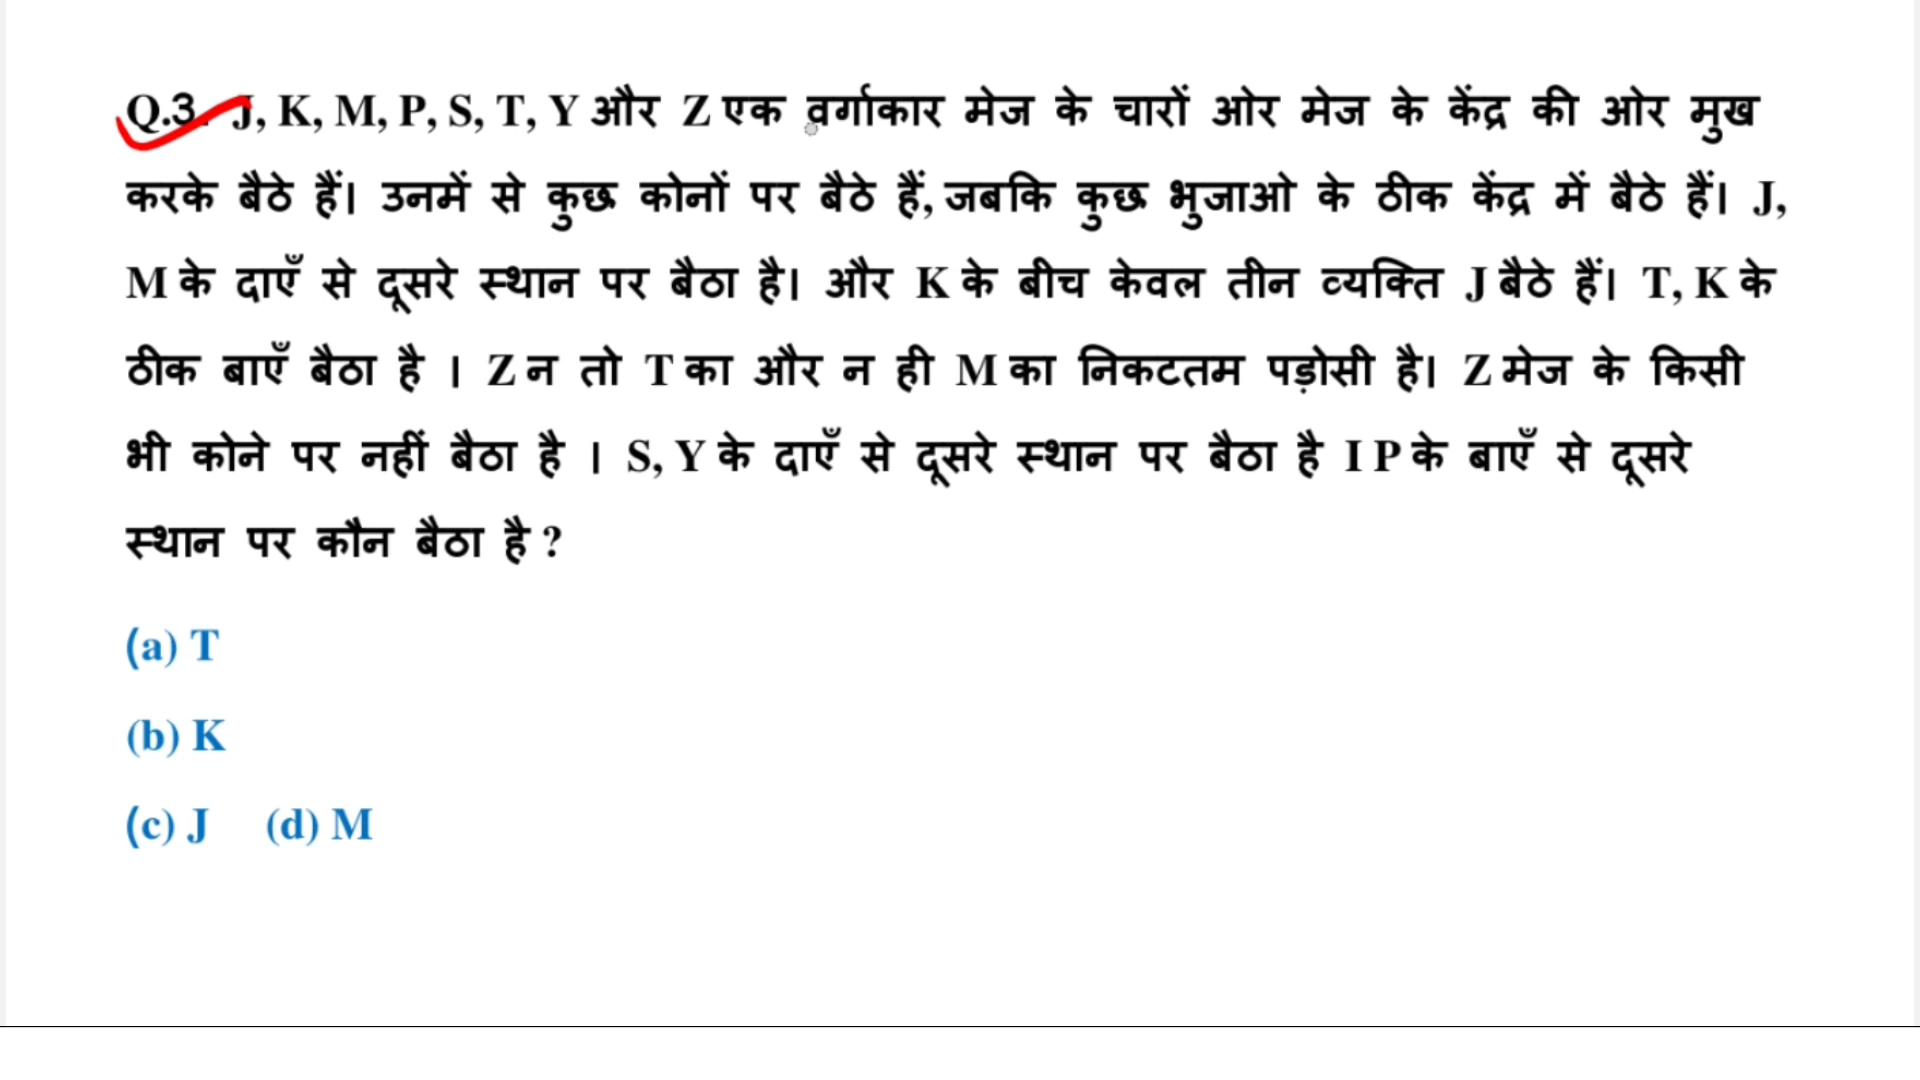 Q.3. J, K, M, P, S, T, Y और Z एक वर्गाकार मेज के चारों ओर मेज के केंद्र की ओर मुख
करके बैठे हैं। उनमें से कुछ कोनों पर बैठे हैं, जबकि कुछ भुजाओ के ठीक केंद्र में बैठे हैं। J,
M के दाएँ से दूसरे स्थान पर बैठा है। और K के बीच केवल तीन व्यक्ति J बैठे हैं। T, K के
ठीक बाएँ बैठा है । Z न तो T का और न ही M का निकटतम पड़ोसी है। Z मेज के किसी
भी कोने पर नहीं बैठा है । S, Y के दाएँ से दूसरे स्थान पर बैठा है I P के बाएँ से दूसरे
स्थान पर कौन बैठा है ?
(a) T
(b) K
(c) J (d) M